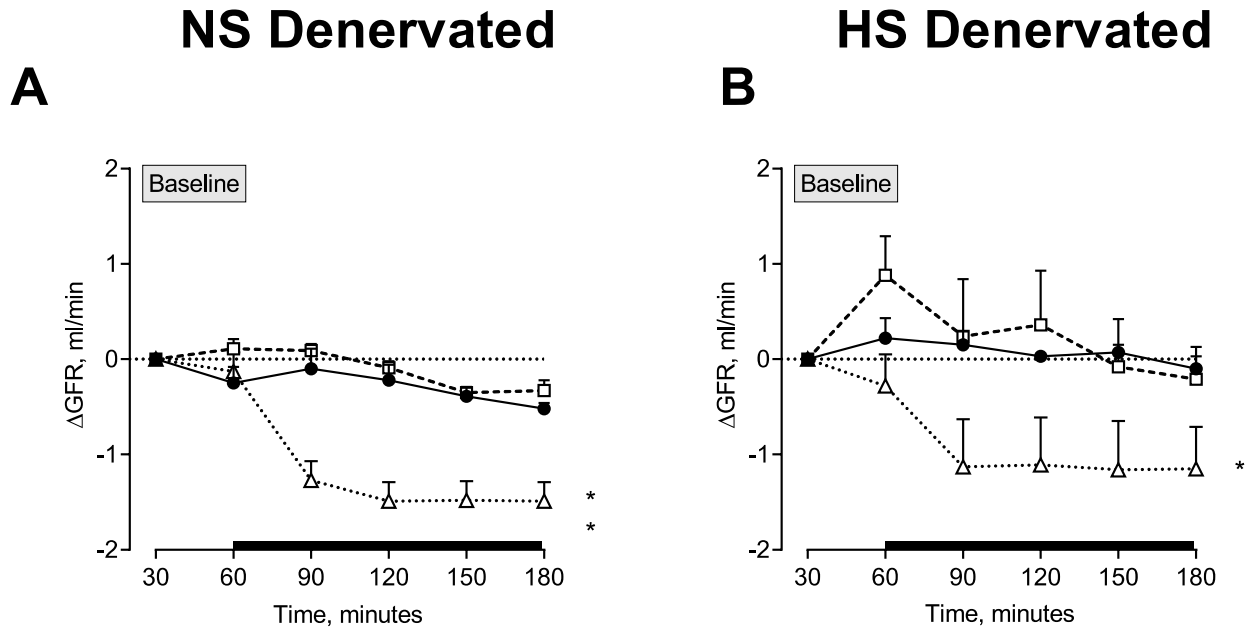 NS Denervated
HS Denervated
A
B
2
1
0
-1
-2
Baseline
ΔGFR, ml/min
*
*
30 60 90 120 150 180
Time, minutes
2
1
0
-1
-2
Baseline
ΔGFR, ml/min
*
30 60 90 120 150 180
Time, minutes